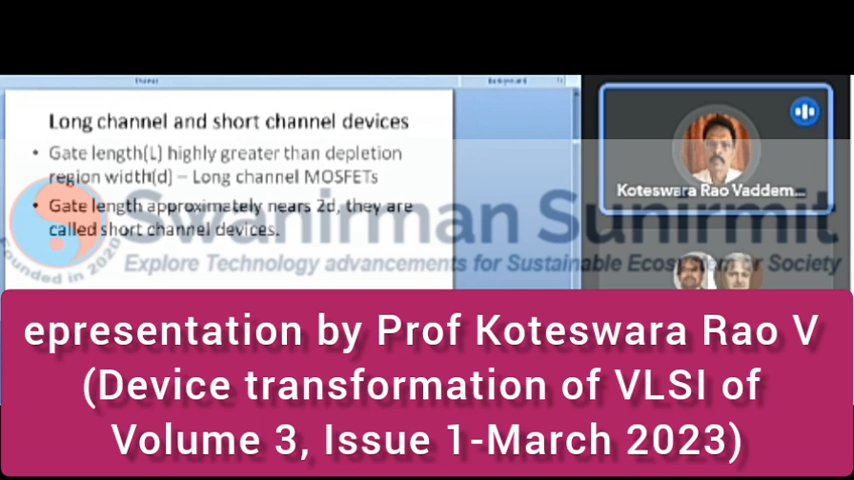 Long channel and short channel devices
• Gate length(L) highly greater than depletion
region width(d) – Long channel MOSFETs
• Gate length approximately nears 2d, they are
called short channel devices.
Koteswara Rao Vaddem...
Swanirman Sunirmit
Explore Technology advancements for Sustainable Ecosystem or Society
Founded in 2020
epresentation by Prof Koteswara Rao V
(Device transformation of VLSI of
Volume 3, Issue 1-March 2023)